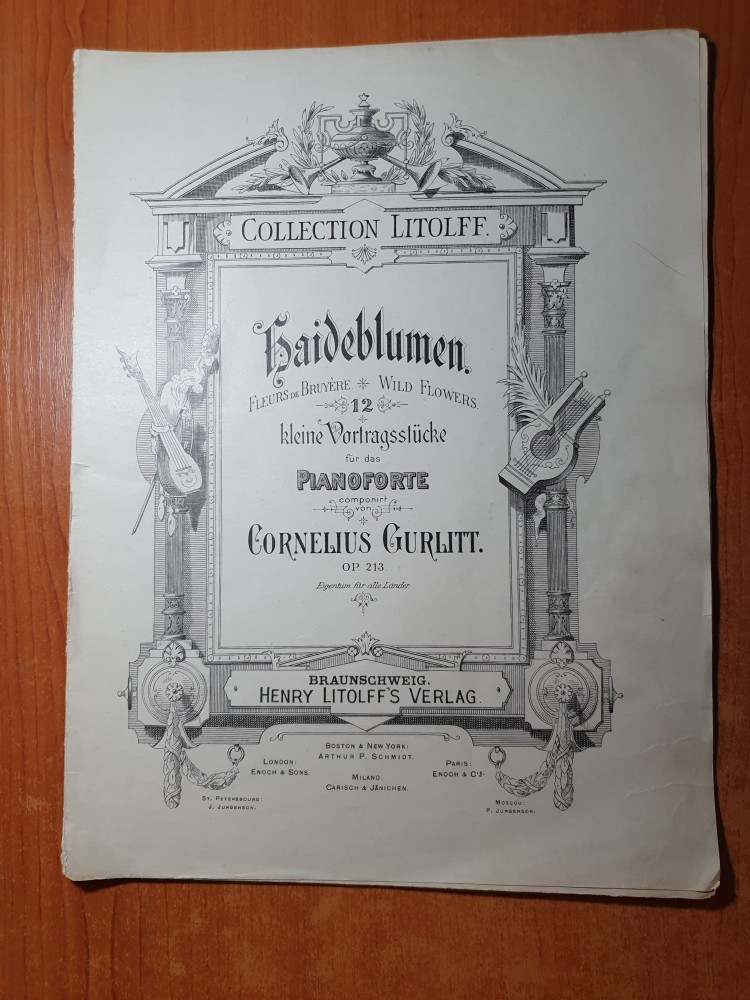 COLLECTION LITOLFF.
Haideblumen.
FLEURS DE BRUYÈRE. WILD FLOWERS.
12
kleine Vortragsstücke
für das
PIANOFORTE
componirt
von
CORNELIUS GURLITT.
OP. 213.
Eigentum für alle Länder
BRAUNSCHWEIG.
HENRY LITOLFF'S VERLAG.
BOSTON & NEW YORK:
ARTHUR P. SCHMIDT.
LONDON:
ENOCH & SONS.
PARIS:
ENOCH & Cie.
MILANO:
CARISCH & JÄNICHEN.
ST. PETERSBOURG:
J. JURGENSON.
MOSCOU:
P. JURGENSON.